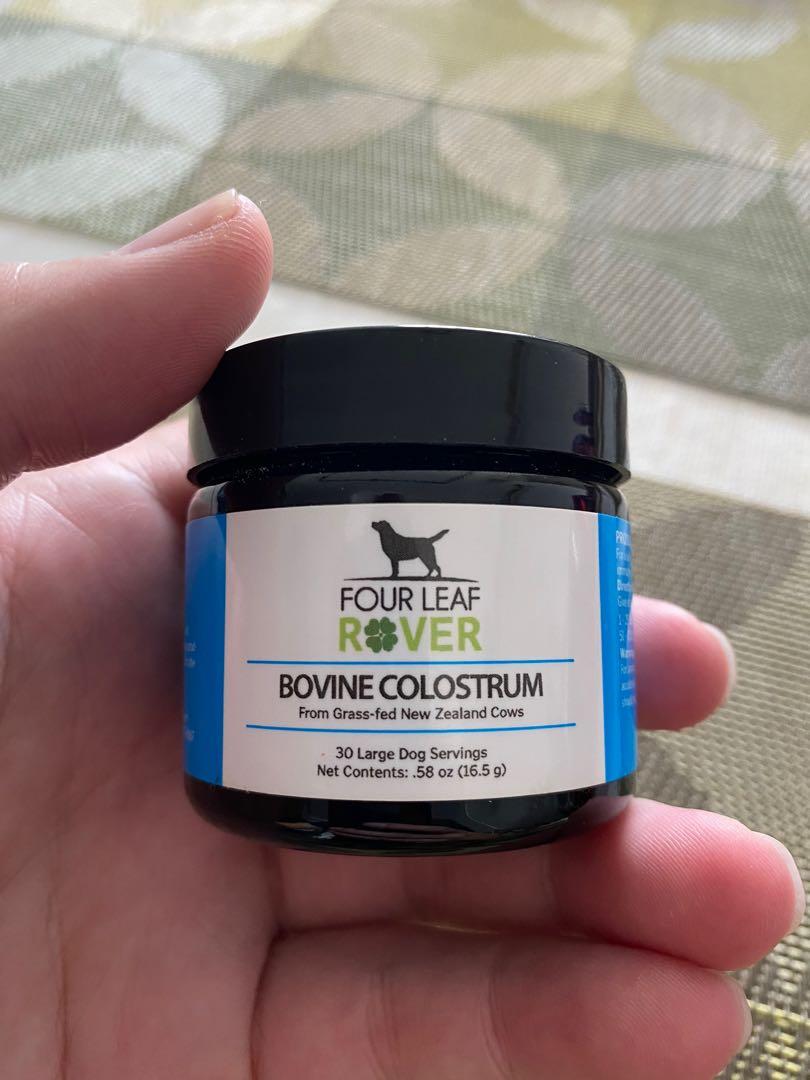 FOUR LEAF
ROVER
BOVINE COLOSTRUM
From Grass-fed New Zealand Cows
30 Large Dog Servings
Net Contents: .58 oz (16.5 g)